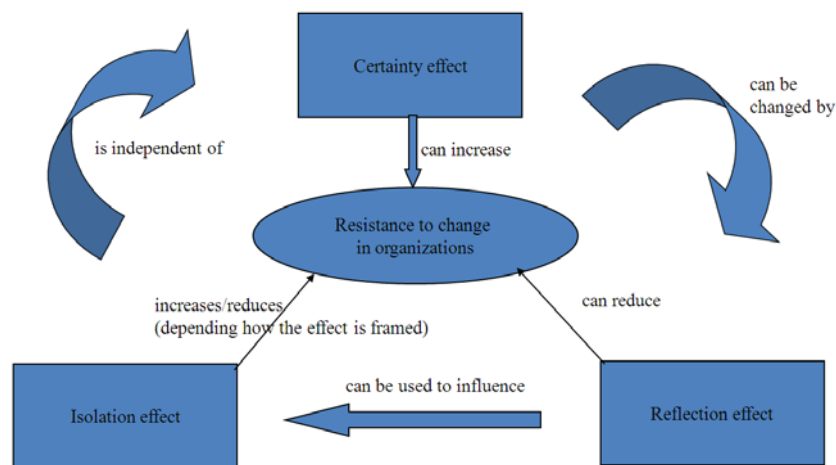 Certainty effect
can be
changed by
is independent of
can increase
Resistance to change
in organizations
increases/reduces
(depending how the effect is framed)
can reduce
can be used to influence
Isolation effect
Reflection effect